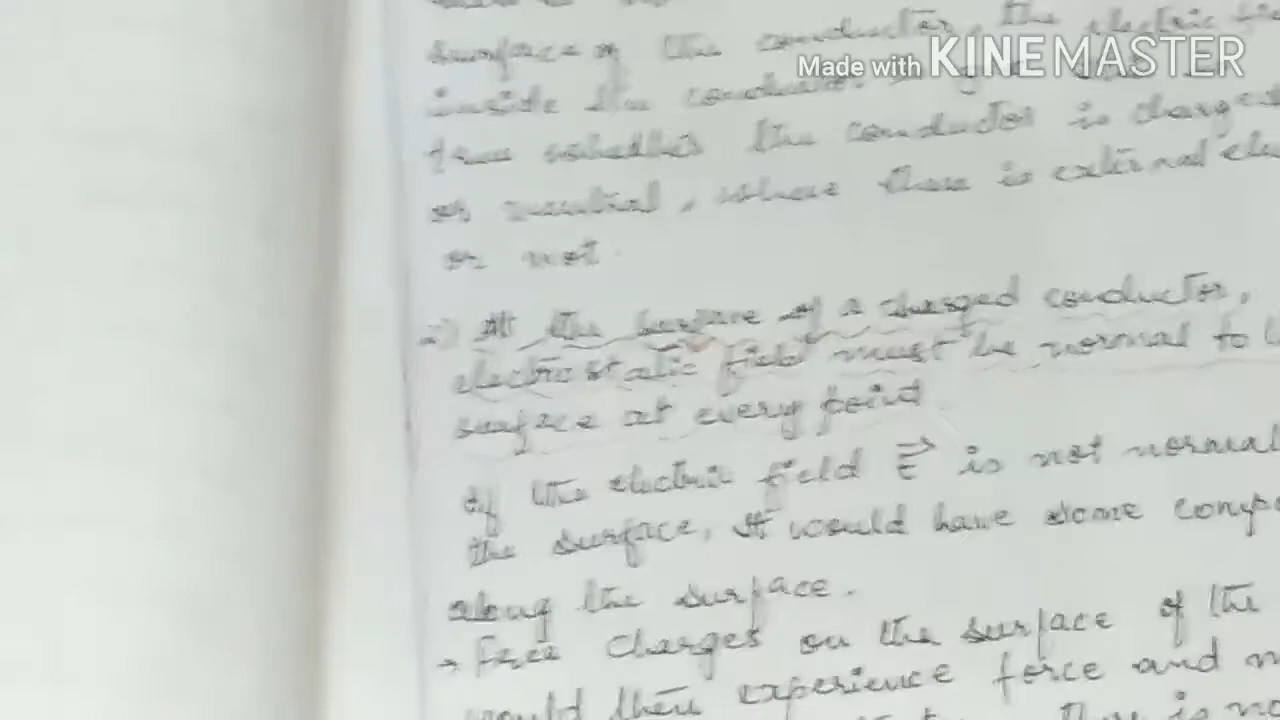 surface of the conductor, the electric
Made with KINEMASTER
inside the conductor
true whether the conductor is charged
or neutral, where there is external
or not.
At the surface of a charged conductor,
electrostatic field must be normal to
surface at every point
if the electric field E⃗ is not normal
the surface, It would have some
along the surface.
→ free charges on the surface of the
would then experience force and
there is